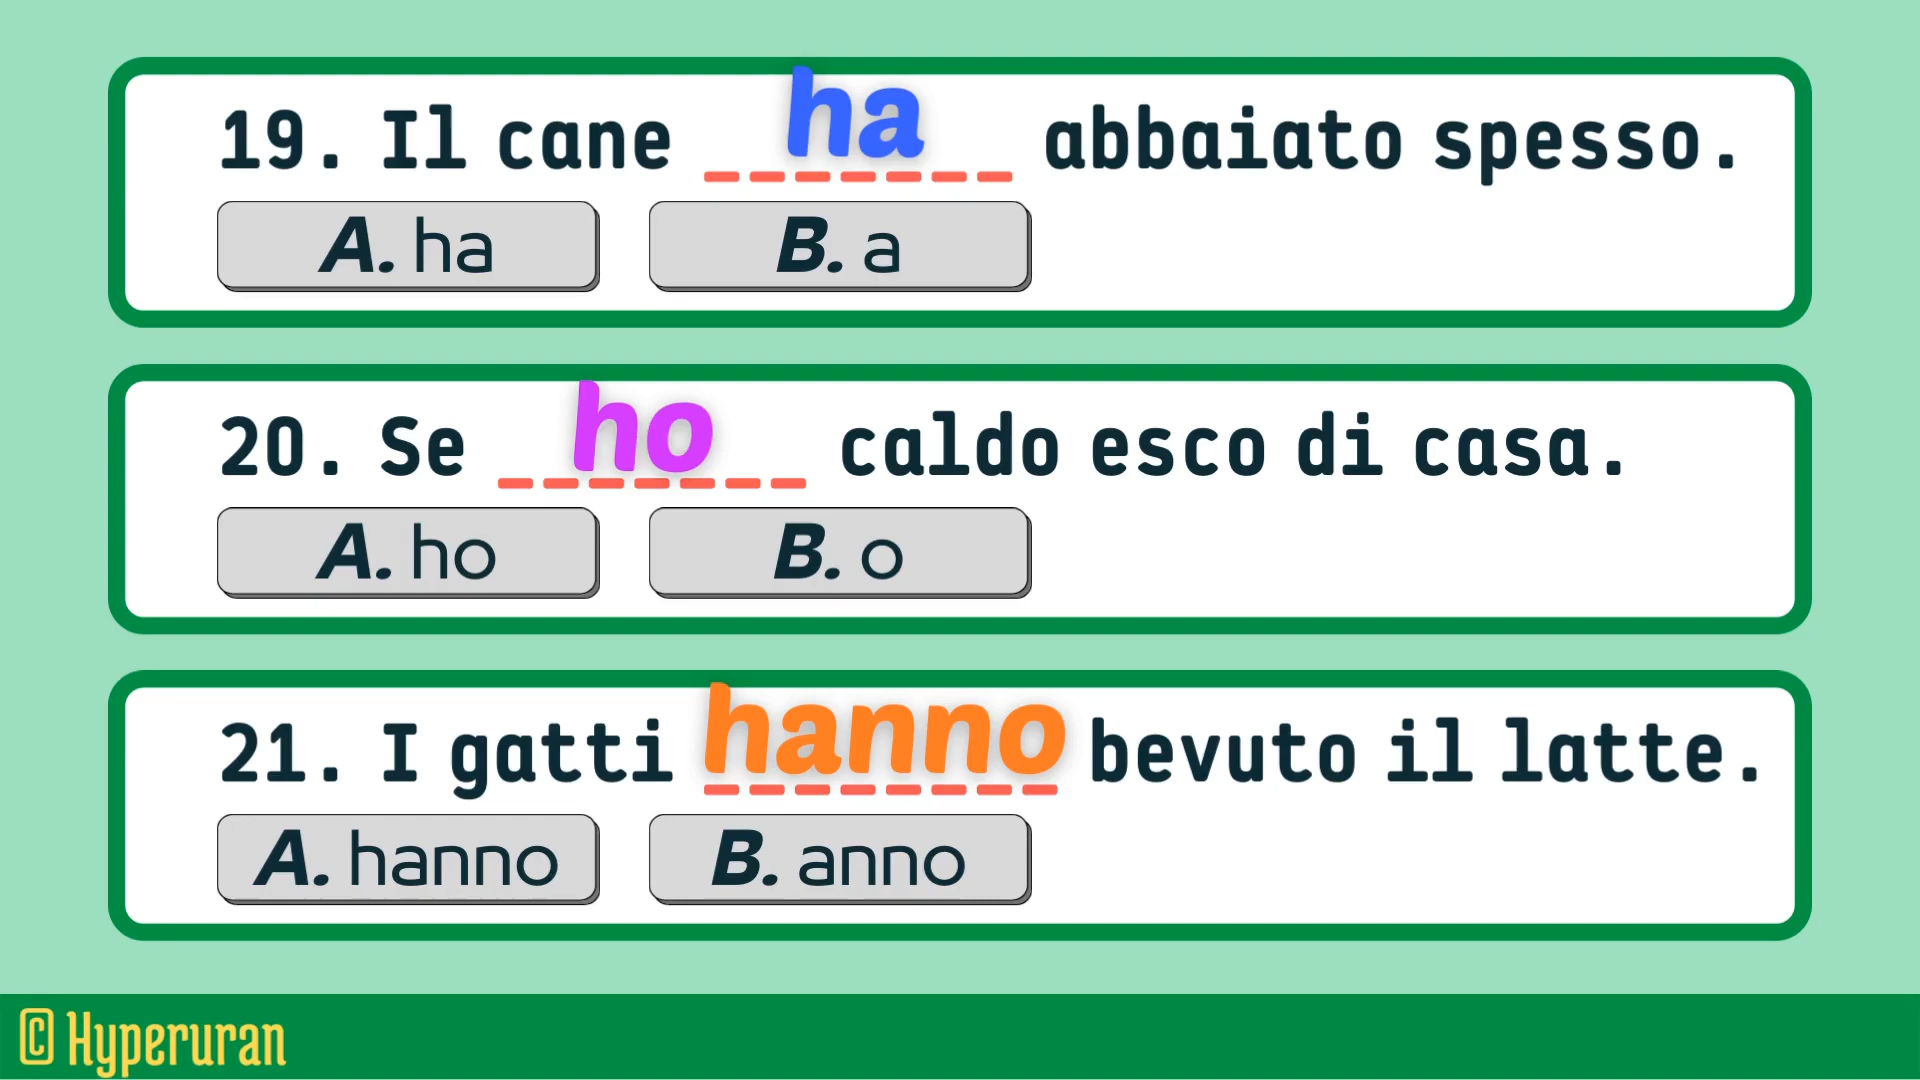 19. Il cane ha abbaiato spesso.
A. ha B. a
20. Se ho caldo esco di casa.
A. ho B. o
21. I gatti hanno bevuto il latte.
A. hanno B. anno
© Hyperuran